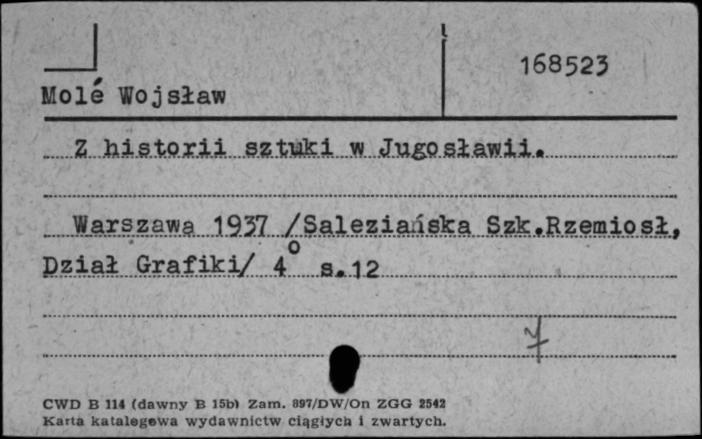 168523
Molé Wojsław
Z historii sztuki w Jugosławii.
Warszawa 1937 /Saleziańska Szk.Rzemiosł,
Dział Grafiki/ 4° s.12
CWD B 114 (dawny B 15b) Zam. 897/DW/On ZGG 2542
Karta katalogowa wydawnictw ciągłych i zwartych.